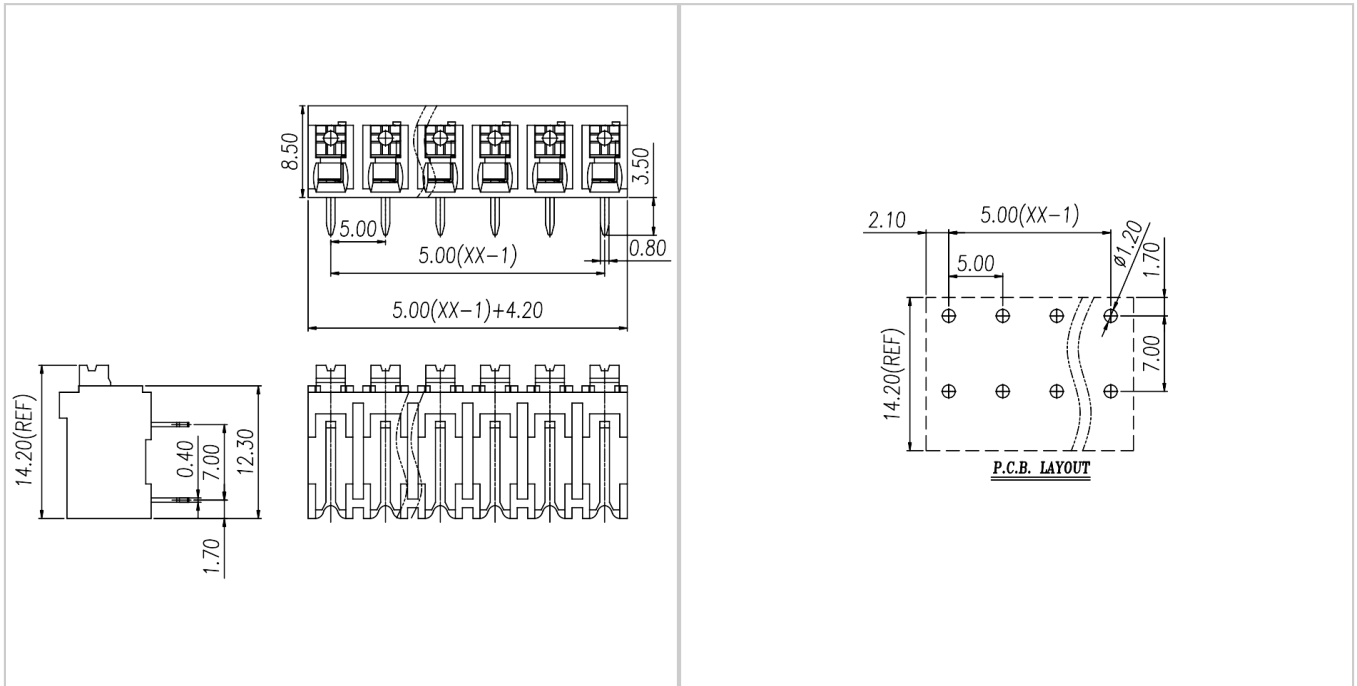 8.50
3.50
5.00
0.80
5.00(XX-1)
5.00(XX-1)+4.20
14.20(REF)
0.40
7.00
12.30
1.70
2.10
5.00(XX-1)
ø1.20
1.70
5.00
7.00
14.20(REF)
P.C.B. LAYOUT